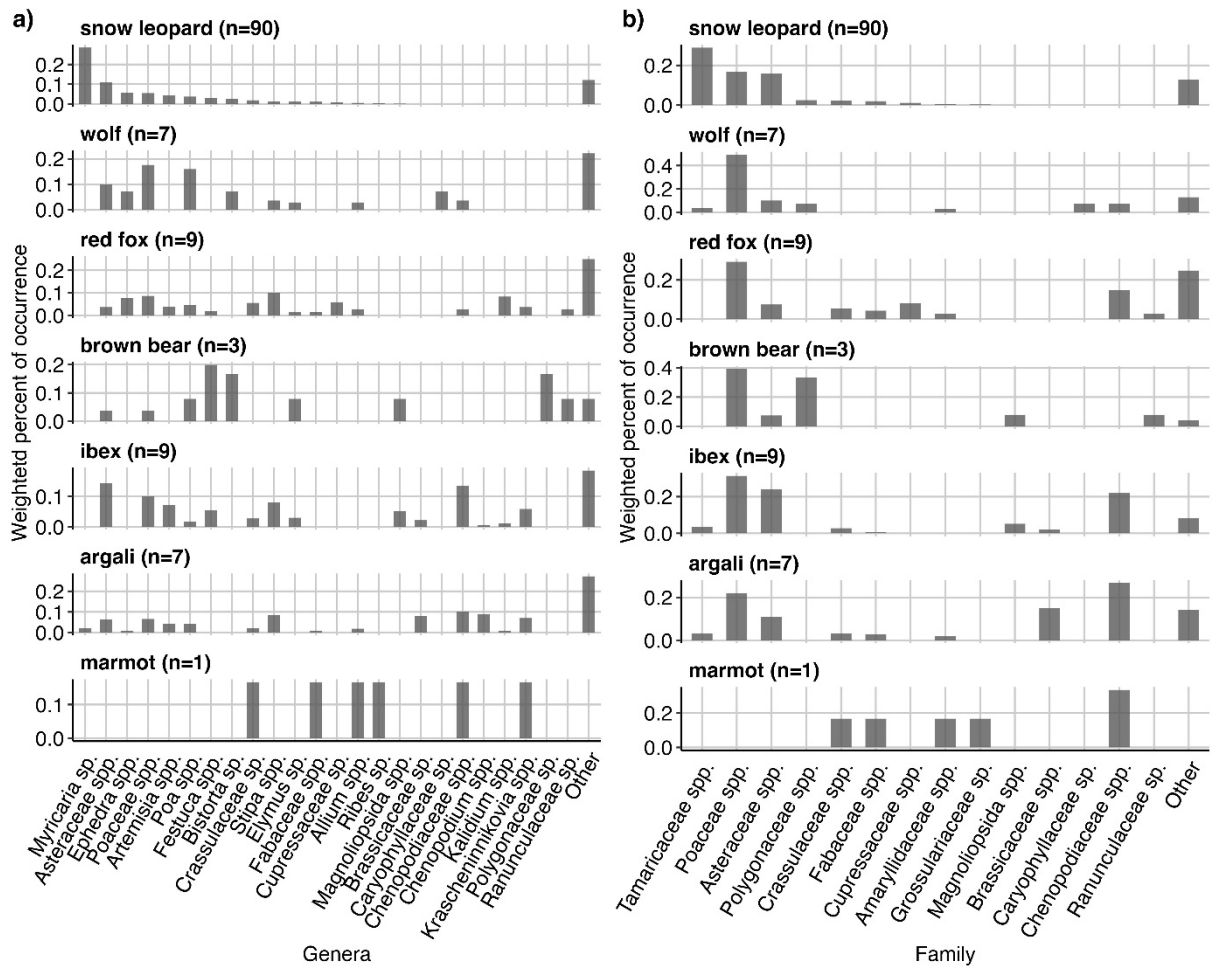 a)
snow leopard (n=90)
0.2
0.1
0.0
wolf (n=7)
0.2
0.1
0.0
red fox (n=9)
0.2
0.1
0.0
brown bear (n=3)
0.2
0.1
0.0
ibex (n=9)
0.1
0.0
argali (n=7)
0.2
0.1
0.0
marmot (n=1)
0.1
0.0
Weightetd percent of occurrence
Myricaria sp.
Asteraceae spp.
Ephedra spp.
Poaceae spp.
Artemisia spp.
Poa spp.
Festuca spp.
Bistorta sp.
Crassulaceae sp.
Stipa spp.
Elymus sp.
Fabaceae spp.
Cupressaceae sp.
Allium spp.
Ribes sp.
Magnoliopsida spp.
Brassicaceae sp.
Caryophyllaceae sp.
Chenopodiaceae spp.
Chenopodium spp.
Kalidium spp.
Krascheninnikovia spp.
Polygonaceae sp.
Ranunculaceae sp.
Other
Genera
b)
snow leopard (n=90)
0.2
0.0
wolf (n=7)
0.4
0.2
0.0
red fox (n=9)
0.2
0.0
brown bear (n=3)
0.4
0.2
0.0
ibex (n=9)
0.2
0.0
argali (n=7)
0.2
0.0
marmot (n=1)
0.2
0.0
Weighted percent of occurrence
Tamaricaceae spp.
Poaceae spp.
Asteraceae spp.
Polygonaceae spp.
Crassulaceae spp.
Fabaceae spp.
Cupressaceae spp.
Amaryllidaceae spp.
Grossulariaceae sp.
Magnoliopsida spp.
Brassicaceae spp.
Caryophyllaceae sp.
Chenopodiaceae spp.
Ranunculaceae sp.
Other
Family